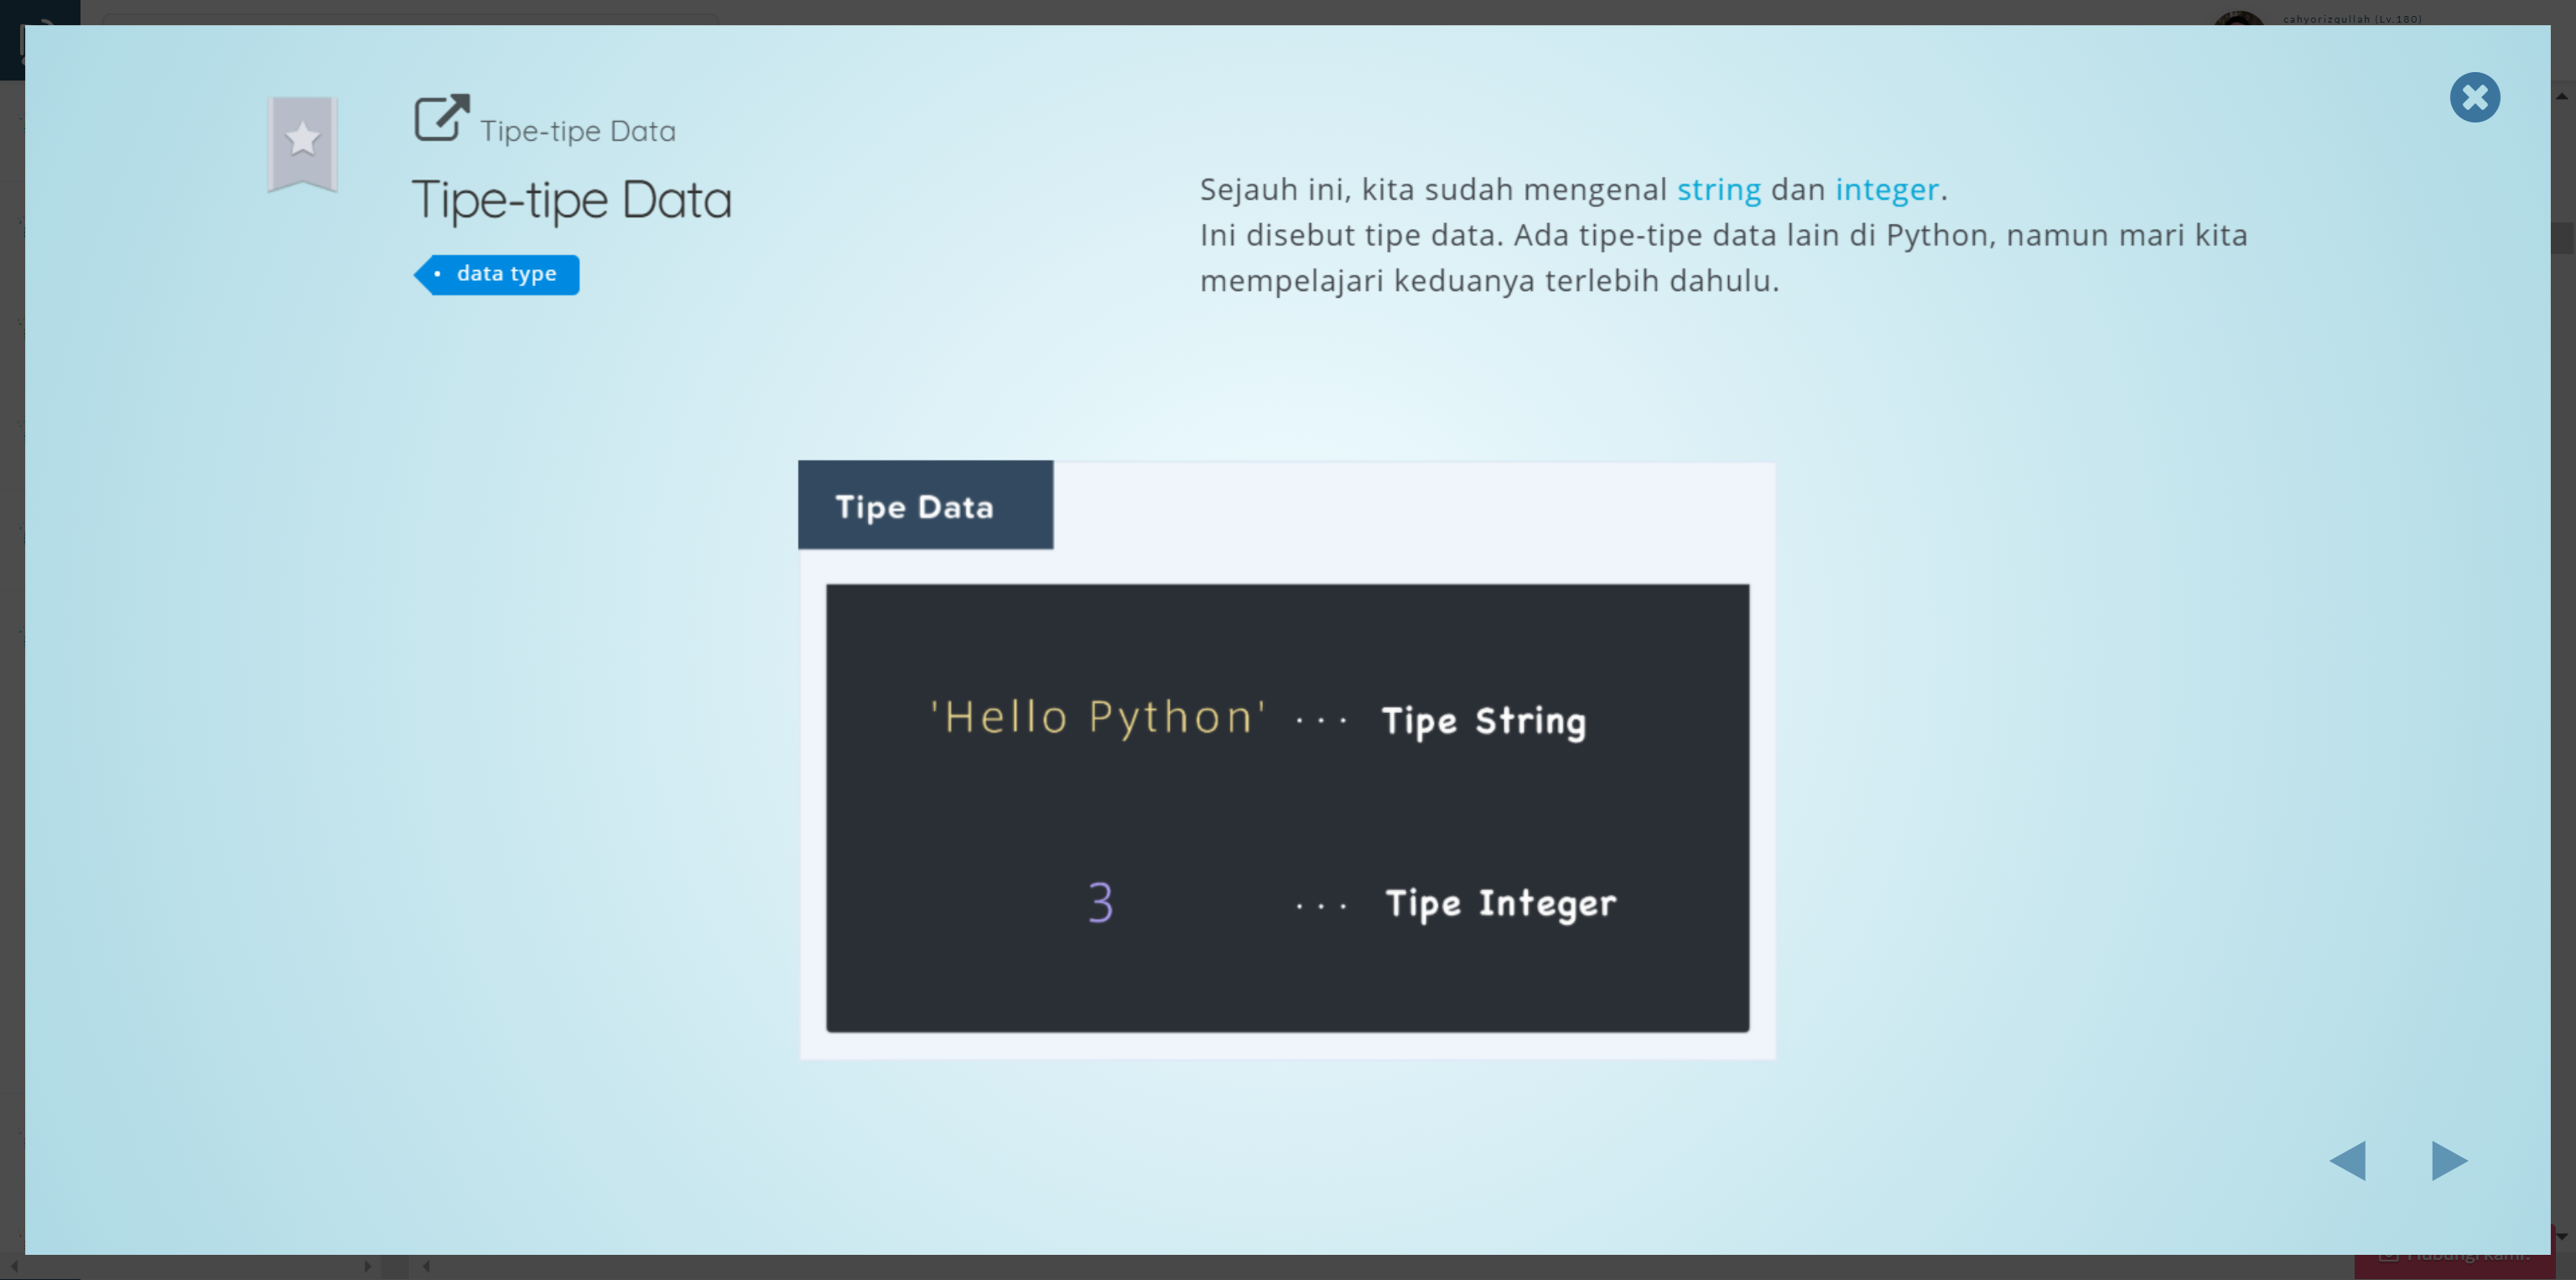 cahyorizqullah (Lv.180)
Tipe-tipe Data
Tipe-tipe Data
• data type
Sejauh ini, kita sudah mengenal string dan integer.
Ini disebut tipe data. Ada tipe-tipe data lain di Python, namun mari kita
mempelajari keduanya terlebih dahulu.
Tipe Data
'Hello Python' ··· Tipe String
3 ··· Tipe Integer
Hubungi kami!